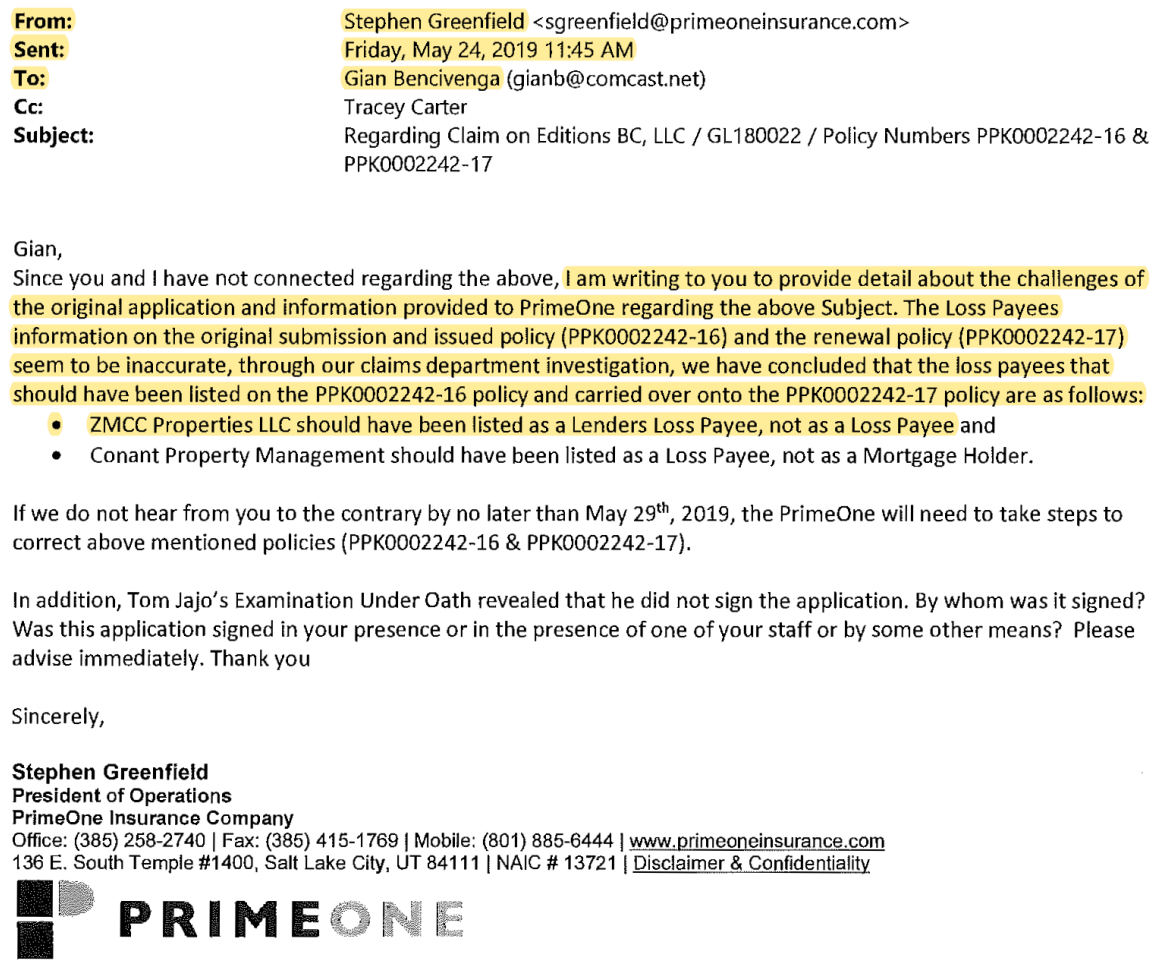 From: Stephen Greenfield <sgreenfield@primeoneinsurance.com>
Sent: Friday, May 24, 2019 11:45 AM
To: Gian Bencivenga (gianb@comcast.net)
Cc: Tracey Carter
Subject: Regarding Claim on Editions BC, LLC / GL180022 / Policy Numbers PPK0002242-16 &
PPK0002242-17
Gian,
Since you and I have not connected regarding the above, I am writing to you to provide detail about the challenges of
the original application and information provided to PrimeOne regarding the above Subject. The Loss Payees
information on the original submission and issued policy (PPK0002242-16) and the renewal policy (PPK0002242-17)
seem to be inaccurate, through our claims department investigation, we have concluded that the loss payees that
should have been listed on the PPK0002242-16 policy and carried over onto the PPK0002242-17 policy are as follows:
• ZMCC Properties LLC should have been listed as a Lenders Loss Payee, not as a Loss Payee and
• Conant Property Management should have been listed as a Loss Payee, not as a Mortgage Holder.
If we do not hear from you to the contrary by no later than May 29th, 2019, the PrimeOne will need to take steps to
correct above mentioned policies (PPK0002242-16 & PPK0002242-17).
In addition, Tom Jajo's Examination Under Oath revealed that he did not sign the application. By whom was it signed?
Was this application signed in your presence or in the presence of one of your staff or by some other means? Please
advise immediately. Thank you
Sincerely,
Stephen Greenfield
President of Operations
PrimeOne Insurance Company
Office: (385) 258-2740 | Fax: (385) 415-1769 | Mobile: (801) 885-6444 | www.primeoneinsurance.com
136 E. South Temple #1400, Salt Lake City, UT 84111 | NAIC # 13721 | Disclaimer & Confidentiality
PRIMEONE